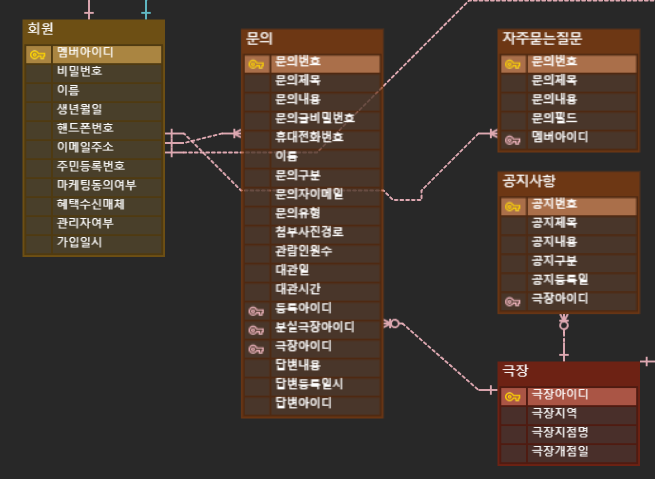 회원
멤버아이디
비밀번호
이름
생년월일
핸드폰번호
이메일주소
주민등록번호
마케팅동의여부
혜택수신매체
관리자여부
가입일시
문의
문의번호
문의제목
문의내용
문의글비밀번호
휴대전화번호
이름
문의구분
문의자이메일
문의유형
첨부사진경로
관람인원수
대관일
대관시간
등록아이디
분실극장아이디
극장아이디
답변내용
답변등록일시
답변아이디
자주묻는질문
문의번호
문의제목
문의내용
문의필드
멤버아이디
공지사항
공지번호
공지제목
공지내용
공지구분
공지등록일
극장아이디
극장
극장아이디
극장지역
극장지점명
극장개점일